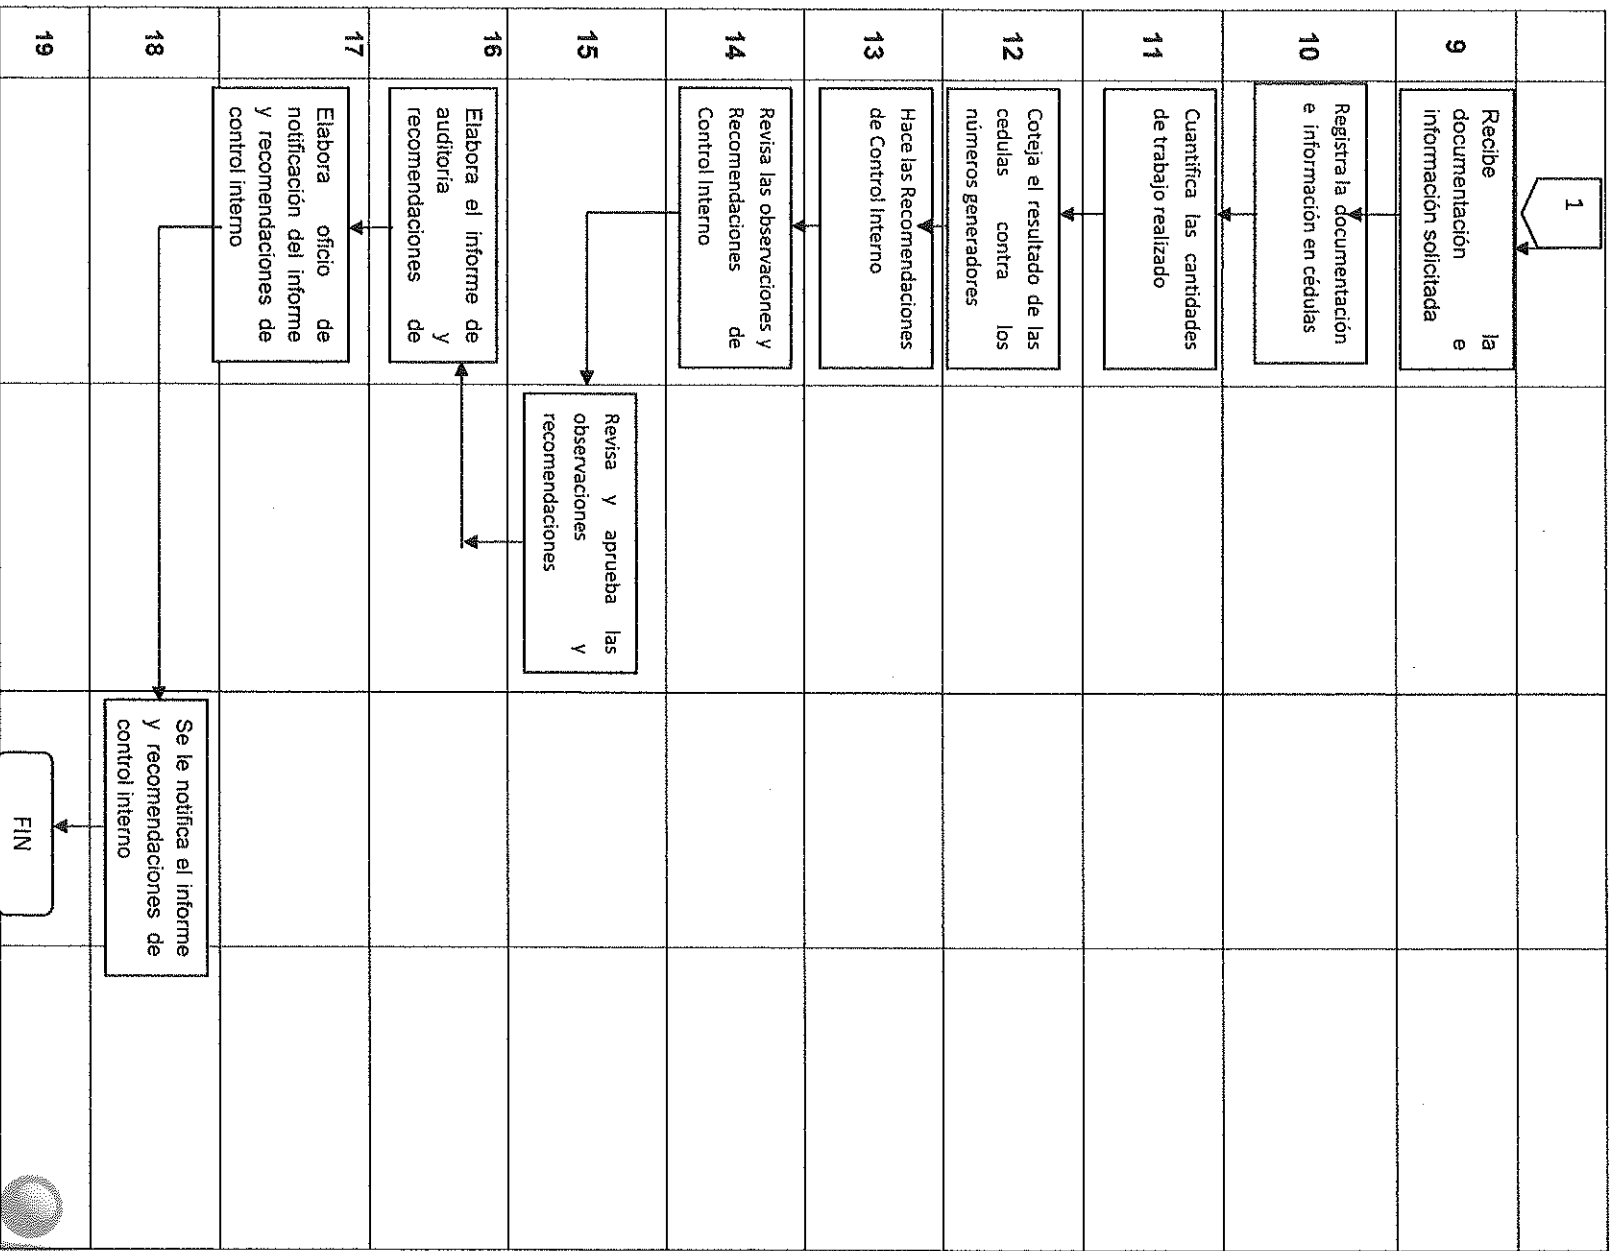 1
9
Recibe la
documentación e
información solicitada
10
Registra la documentación
e información en cédulas
11
Cuantifica las cantidades
de trabajo realizado
12
Coteja el resultado de las
cedulas contra los
números generadores
13
Hace las Recomendaciones
de Control Interno
14
Revisa las observaciones y
Recomendaciones de
Control Interno
15
Revisa y aprueba las
observaciones y
recomendaciones
16
Elabora el informe de
auditoria y
recomendaciones de
17
Elabora oficio de
notificación del informe
y recomendaciones de
control interno
18
Se le notifica el informe
y recomendaciones de
control interno
19
FIN